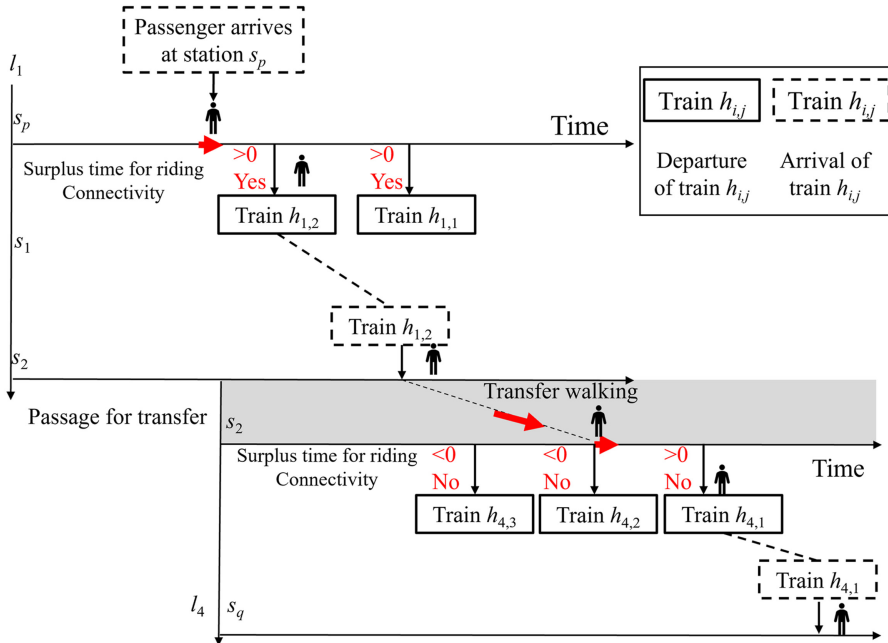 Passenger arrives
at station s_p
l_1
s_p
Time
Train h_{i,j}
Train h_{i,j}
Departure
of train h_{i,j}
Arrival of
train h_{i,j}
Surplus time for riding
Connectivity
>0
Yes
>0
Yes
Train h_{1,2}
Train h_{1,1}
s_1
Train h_{1,2}
s_2
Passage for transfer
Transfer walking
s_2
Surplus time for riding
Connectivity
<0
No
<0
No
>0
No
Time
Train h_{4,3}
Train h_{4,2}
Train h_{4,1}
Train h_{4,1}
l_4
s_q